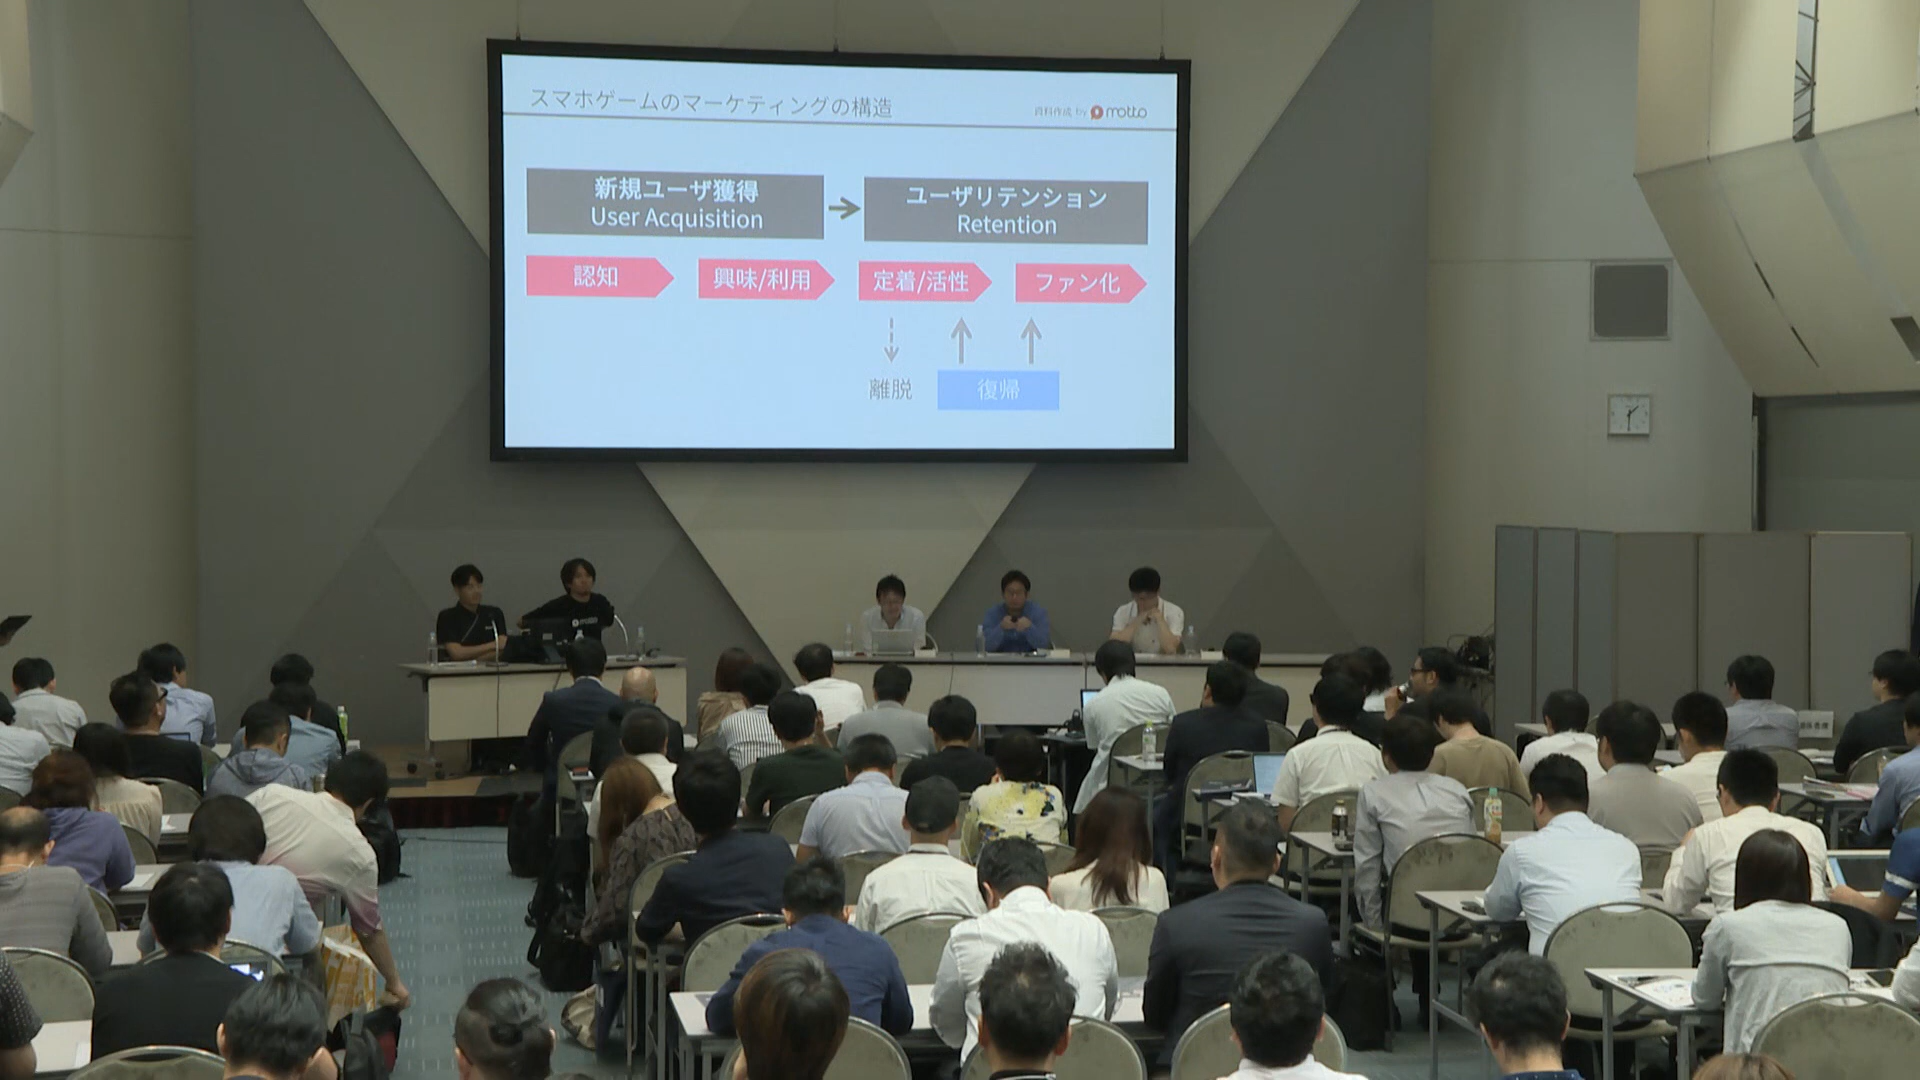 スマホゲームのマーケティングの構造
資料作成 by motto
新規ユーザ獲得
User Acquisition
ユーザリテンション
Retention
認知
興味/利用
定着/活性
ファン化
離脱
復帰